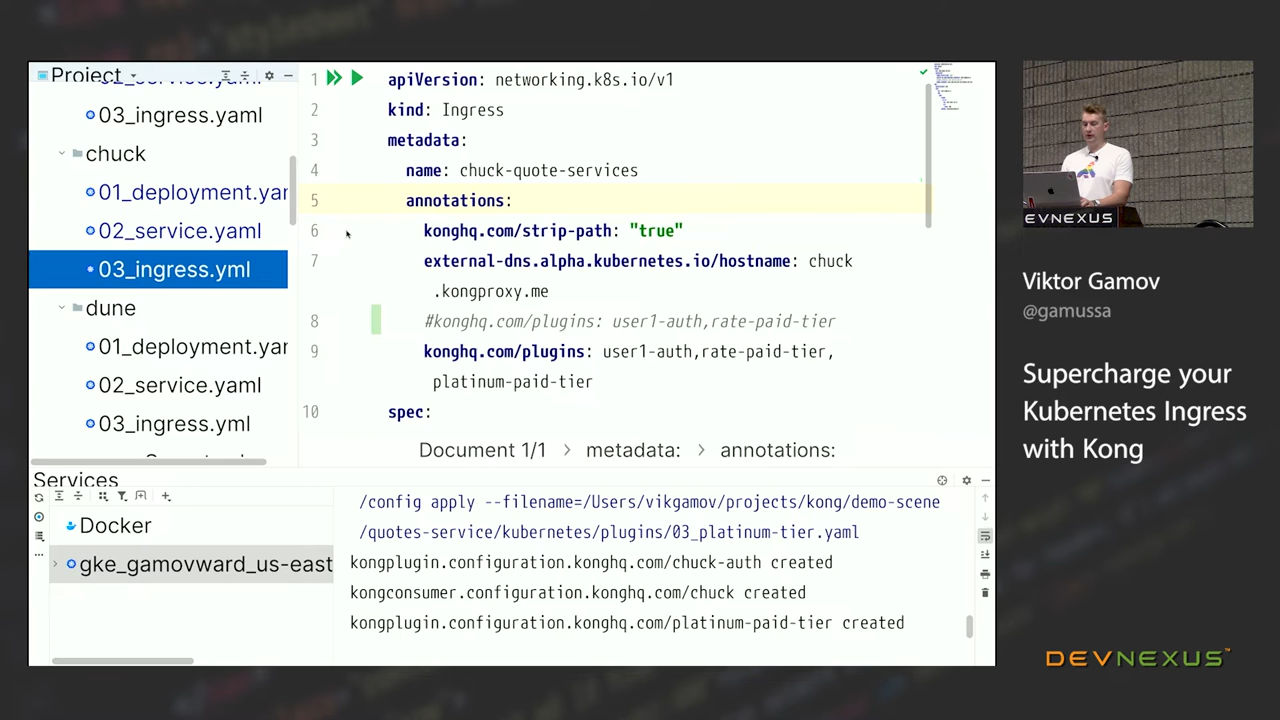 Project
02_service.yaml
03_ingress.yaml
chuck
01_deployment.yar
02_service.yaml
03_ingress.yml
dune
01_deployment.yar
02_service.yaml
03_ingress.yml
1 apiVersion: networking.k8s.io/v1
2 kind: Ingress
3 metadata:
4 name: chuck-quote-services
5 annotations:
6 konghq.com/strip-path: "true"
7 external-dns.alpha.kubernetes.io/hostname: chuck
.kongproxy.me
8 #konghq.com/plugins: user1-auth,rate-paid-tier
9 konghq.com/plugins: user1-auth,rate-paid-tier,
platinum-paid-tier
10 spec:
Document 1/1 > metadata: > annotations:
Services
Docker
gke_gamovward_us-east
/config apply --filename=/Users/vikgamov/projects/kong/demo-scene
/quotes-service/kubernetes/plugins/03_platinum-tier.yaml
kongplugin.configuration.konghq.com/chuck-auth created
kongconsumer.configuration.konghq.com/chuck created
kongplugin.configuration.konghq.com/platinum-paid-tier created
EVNEXUS
Viktor Gamov
@gamussa
Supercharge your
Kubernetes Ingress
with Kong
DEVNEXUS™